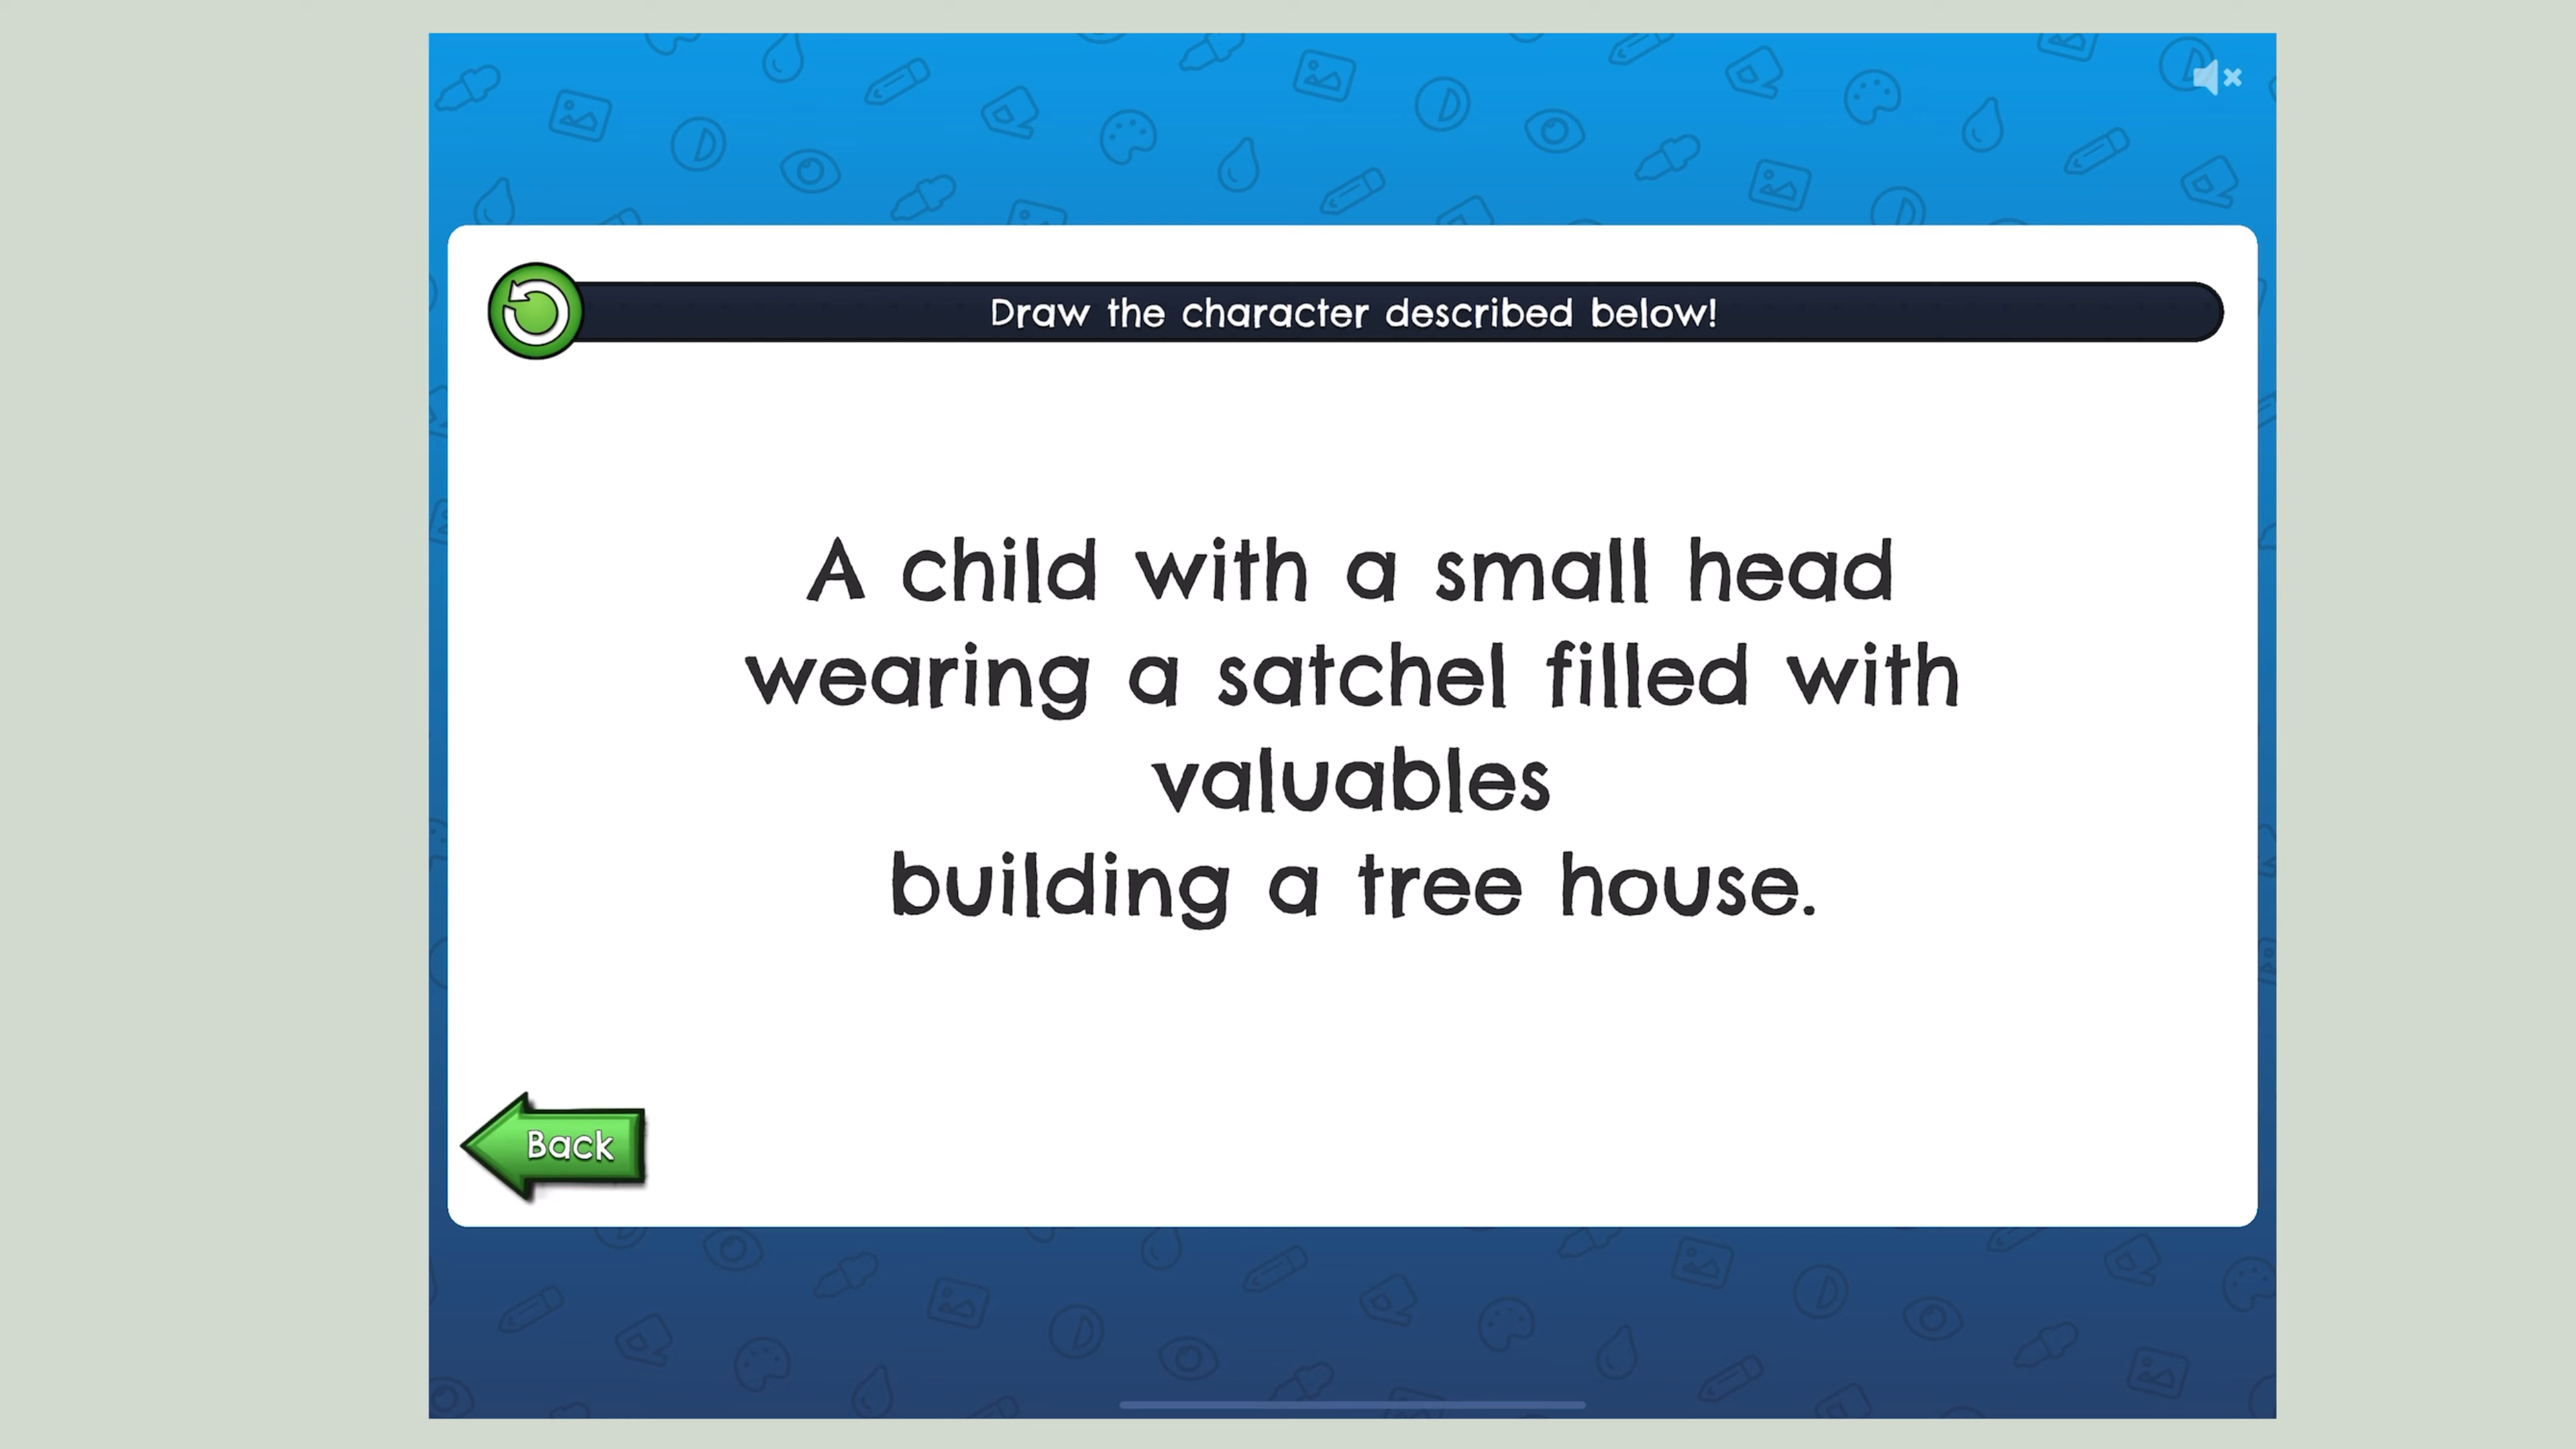 Draw the character described below!
A child with a small head
wearing a satchel filled with
valuables
building a tree house.
Back